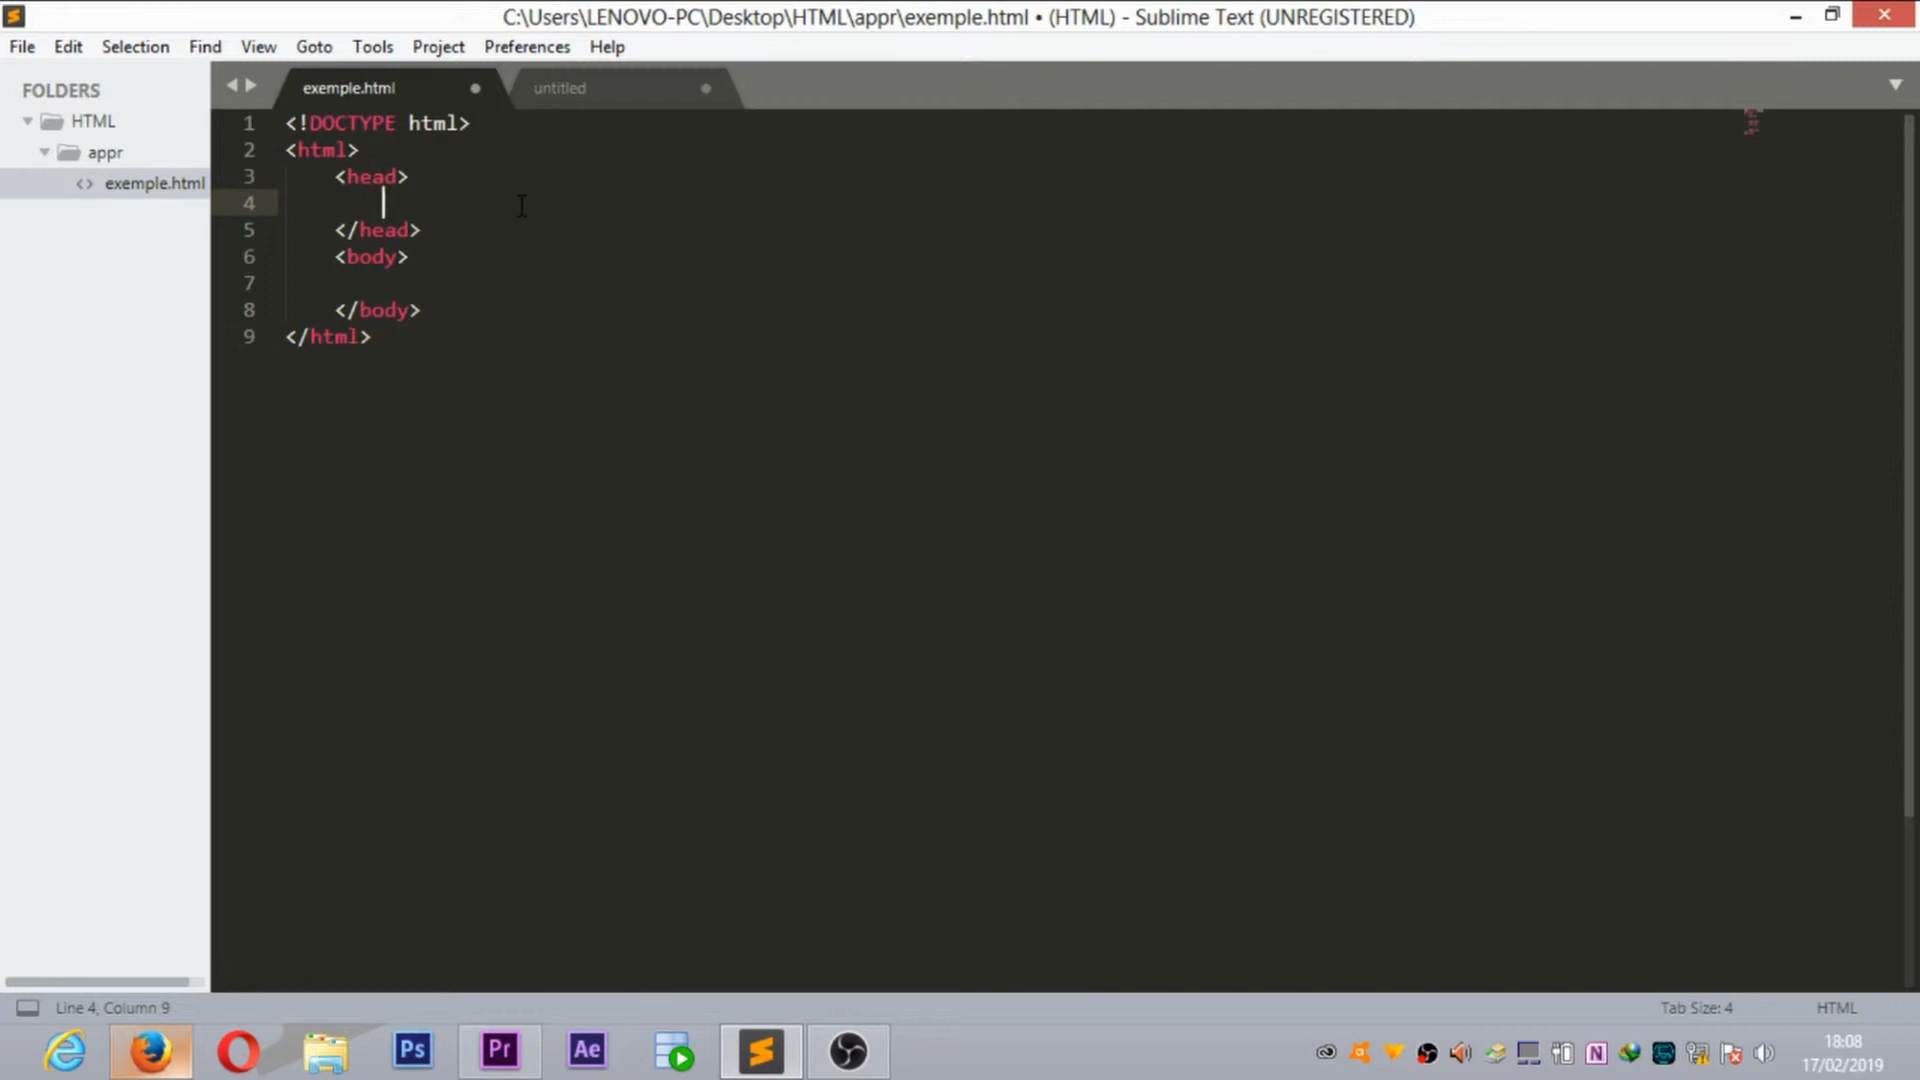 C:\Users\LENOVO-PC\Desktop\HTML\appr\exemple.html • (HTML) - Sublime Text (UNREGISTERED)
File Edit Selection Find View Goto Tools Project Preferences Help
FOLDERS
HTML
appr
<> exemple.html
exemple.html
untitled
1 <!DOCTYPE html>
2 <html>
3 <head>
4
5 </head>
6 <body>
7
8 </body>
9 </html>
Line 4, Column 9
Tab Size: 4
HTML
Ps
Pr
Ae
N
18:08
17/02/2019